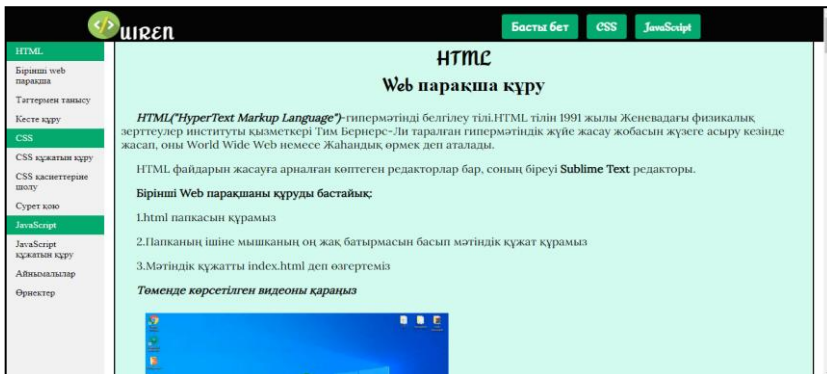 UIREN
Басты бет
CSS
JavaScript
HTML
Бірінші web
парақша
Тәгтермен танысу
Кесте құру
CSS
CSS құжатын құру
CSS қасиеттеріне
шолу
Сурет қою
JavaScript
JavaScript
құжатын құру
Айнымалылар
Өрнектер
HTML
Web парақша құру
HTML("HyperText Markup Language")-гипермәтінді белгілеу тілі.HTML тілін 1991 жылы Женевадағы физикалық
зерттеулер институты қызметкері Тим Бернерс-Ли таралған гипермәтіндік жүйе жасау жобасын жүзеге асыру кезінде
жасап, оны World Wide Web немесе Жаһандық өрмек деп аталады.
HTML файдарын жасауға арналған көптеген редакторлар бар, соның біреуі Sublime Text редакторы.
Бірінші Web парақшаны құруды бастайық:
1.html папкасын құрамыз
2.Папканың ішіне мышканың оң жақ батырмасын басып мәтіндік құжат құрамыз
3.Мәтіндік құжатты index.html деп өзгертеміз
Төменде көрсетілген видеоны қараңыз